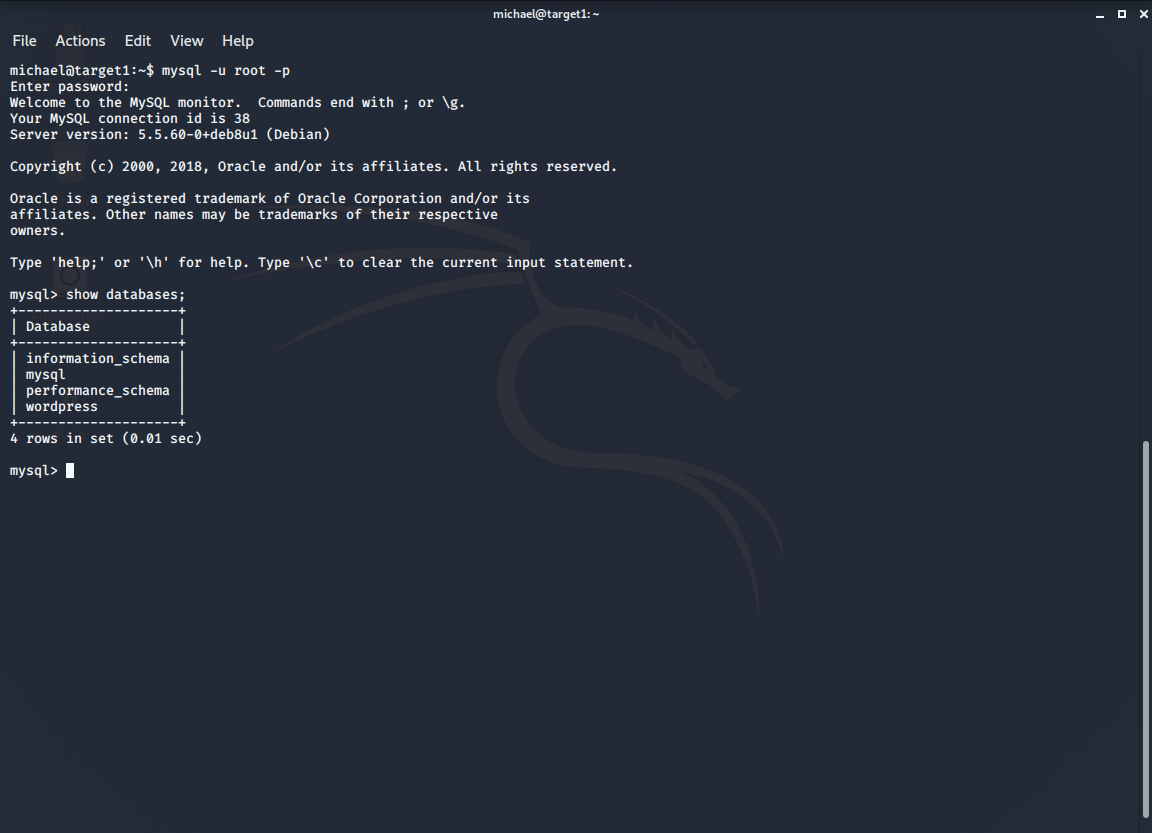 michael@target1: ~
File Actions Edit View Help
michael@target1:~$ mysql -u root -p
Enter password:
Welcome to the MySQL monitor.  Commands end with ; or \g.
Your MySQL connection id is 38
Server version: 5.5.60-0+deb8u1 (Debian)
Copyright (c) 2000, 2018, Oracle and/or its affiliates. All rights reserved.
Oracle is a registered trademark of Oracle Corporation and/or its
affiliates. Other names may be trademarks of their respective
owners.
Type 'help;' or '\h' for help. Type '\c' to clear the current input statement.
mysql> show databases;
+--------------------+
| Database           |
+--------------------+
| information_schema |
| mysql              |
| performance_schema |
| wordpress          |
+--------------------+
4 rows in set (0.01 sec)
mysql>